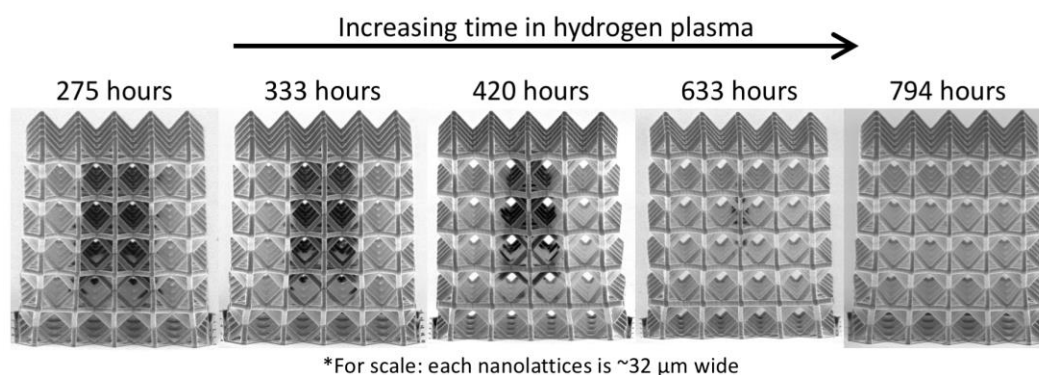 Increasing time in hydrogen plasma
275 hours
333 hours
420 hours
633 hours
794 hours
*For scale: each nanolattices is ~32 μm wide